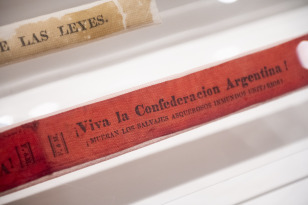 E LAS LEYES.
¡Viva la Confederacion Argentina!
¡MUERAN LOS SALVAJES ASQUEROSOS INMUNDOS UNITARIOS!